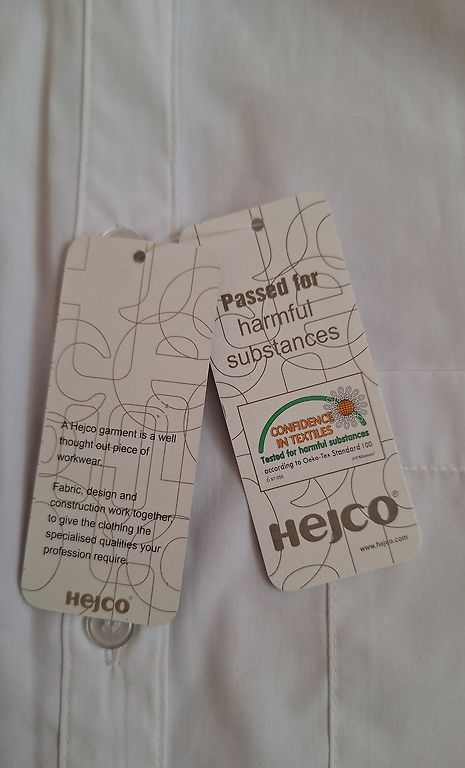 A Hejco garment is a well
thought out piece of
workwear.
Fabric, design and
construction work together,
to give the clothing the
specialised qualities your
profession require.
HEJCO®
Passed for
harmful
substances
CONFIDENCE
IN TEXTILES
Tested for harmful substances
according to Oeko-Tex Standard 100
HEJCO®
www.hejco.com